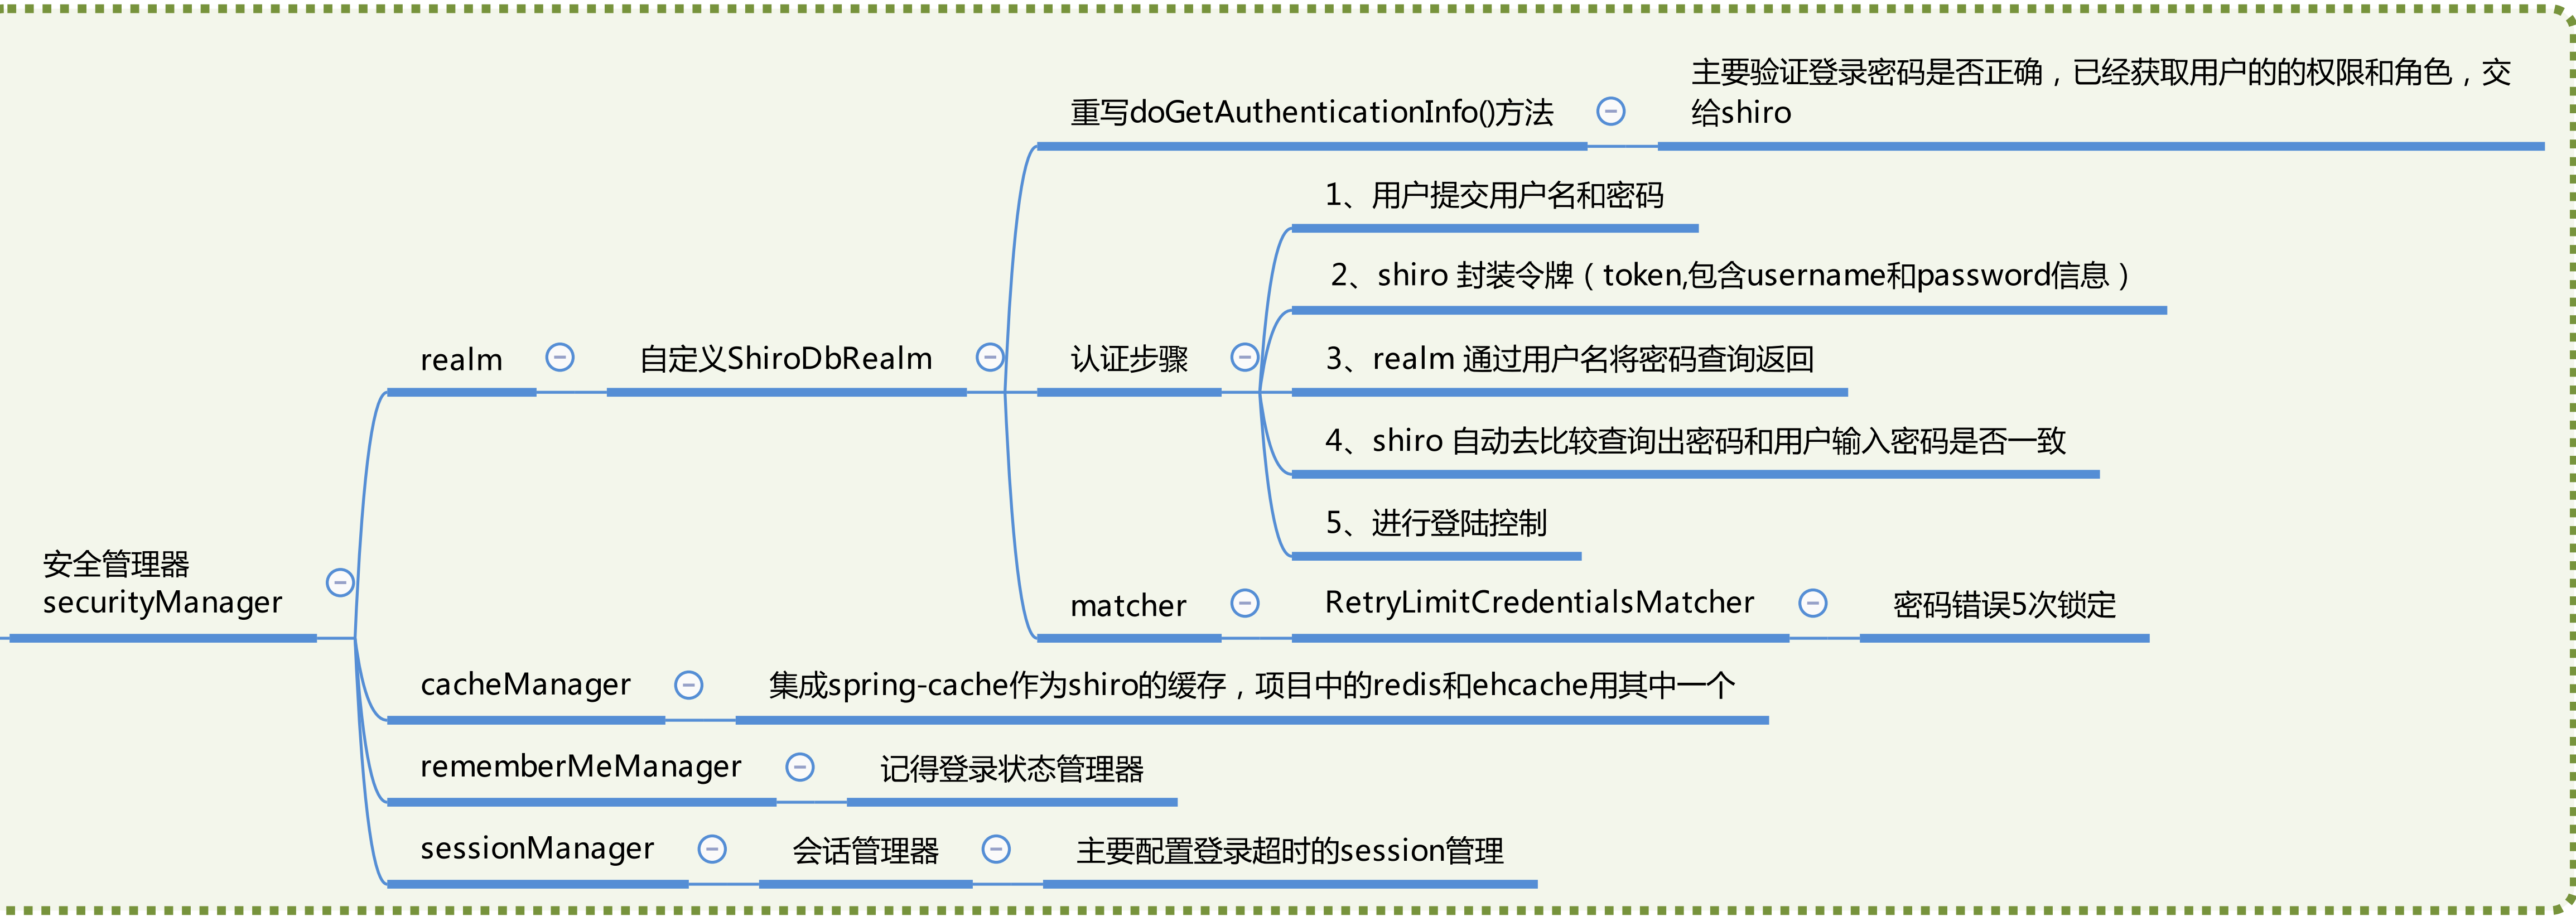 主要验证登录密码是否正确，已经获取用户的的权限和角色，交
给shiro
重写doGetAuthenticationInfo()方法
1、用户提交用户名和密码
2、shiro 封装令牌（token,包含username和password信息）
realm
自定义ShiroDbRealm
认证步骤
3、realm 通过用户名将密码查询返回
4、shiro 自动去比较查询出密码和用户输入密码是否一致
5、进行登陆控制
安全管理器
securityManager
matcher
RetryLimitCredentialsMatcher
密码错误5次锁定
cacheManager
集成spring-cache作为shiro的缓存，项目中的redis和ehcache用其中一个
rememberMeManager
记得登录状态管理器
sessionManager
会话管理器
主要配置登录超时的session管理